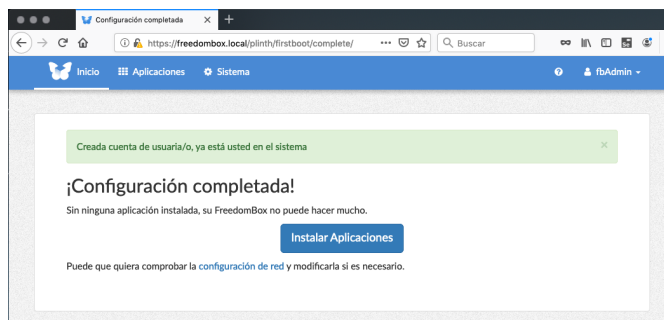 Configuración completada
https://freedombox.local/plinth/firstboot/complete/
Buscar
Inicio
Aplicaciones
Sistema
fbAdmin
Creada cuenta de usuaria/o, ya está usted en el sistema
¡Configuración completada!
Sin ninguna aplicación instalada, su FreedomBox no puede hacer mucho.
Instalar Aplicaciones
Puede que quiera comprobar la configuración de red y modificarla si es necesario.